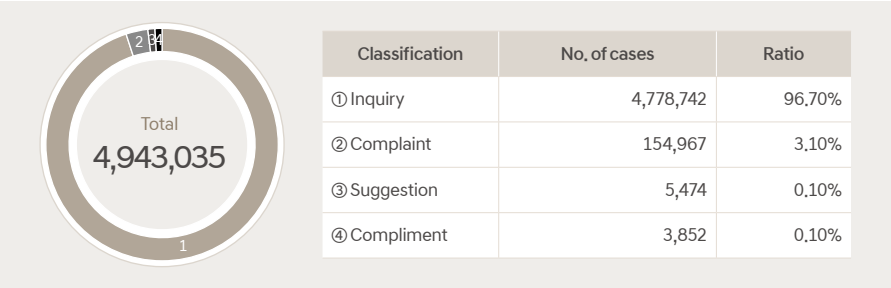 2 3 4
Total
4,943,035
1
Classification No. of cases Ratio
① Inquiry 4,778,742 96.70%
② Complaint 154,967 3.10%
③ Suggestion 5,474 0.10%
④ Compliment 3,852 0.10%